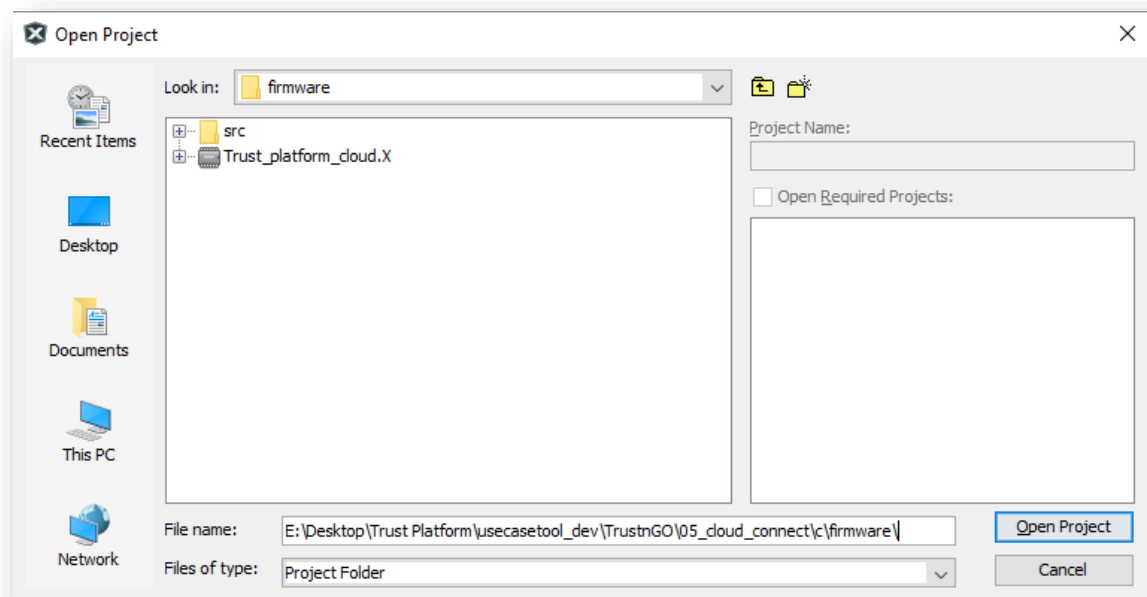 Open Project
Look in: firmware
Recent Items
Desktop
Documents
This PC
Network
src
Trust_platform_cloud.X
Project Name:
Open Required Projects:
File name: E:\Desktop\Trust Platform\usecasetool_dev\TrustnGO\05_cloud_connect\c\firmware\
Open Project
Files of type: Project Folder
Cancel